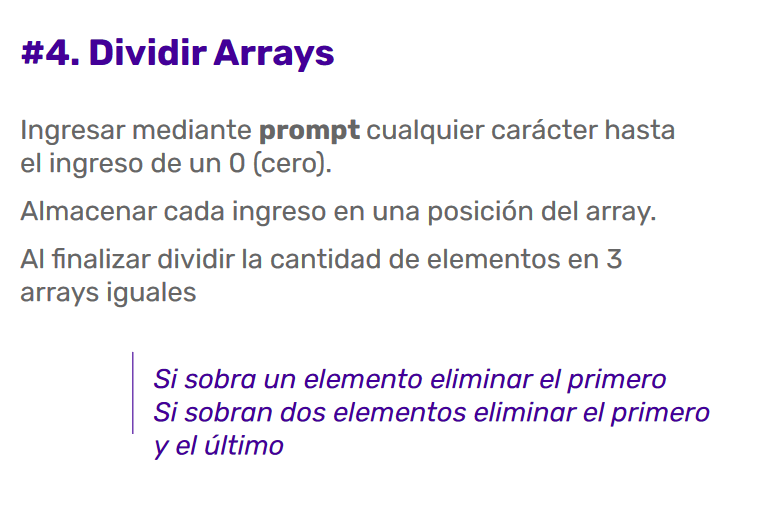 #4. Dividir Arrays
Ingresar mediante prompt cualquier carácter hasta
el ingreso de un 0 (cero).
Almacenar cada ingreso en una posición del array.
Al finalizar dividir la cantidad de elementos en 3
arrays iguales
Si sobra un elemento eliminar el primero
Si sobran dos elementos eliminar el primero
y el último